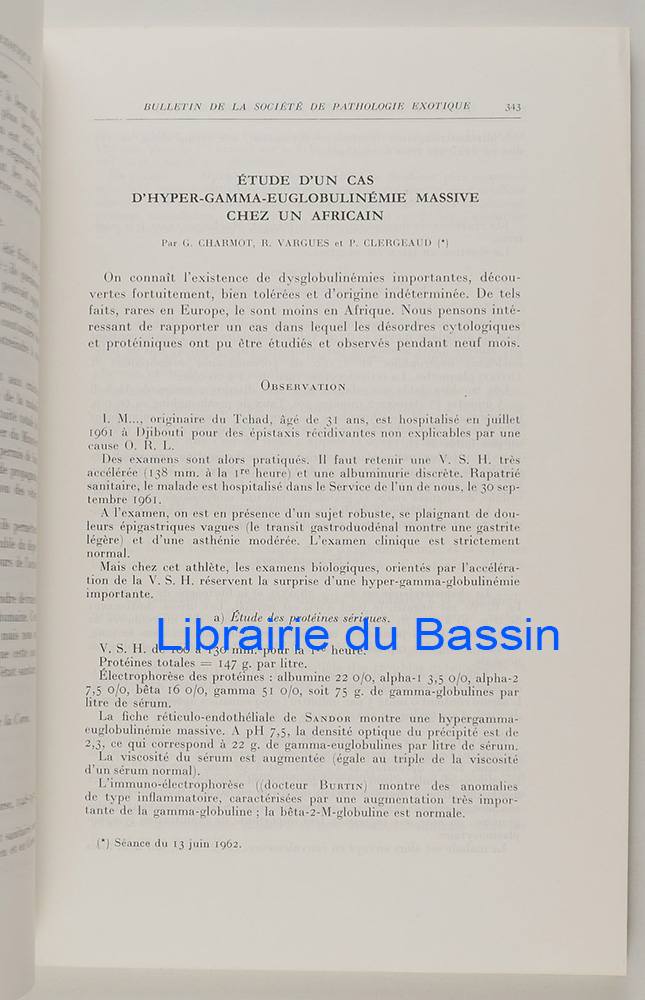 BULLETIN DE LA SOCIÉTÉ DE PATHOLOGIE EXOTIQUE 343
ÉTUDE D'UN CAS
D'HYPER-GAMMA-EUGLOBULINÉMIE MASSIVE
CHEZ UN AFRICAIN
Par G. CHARMOT, R. VARGUES et P. CLERGEAUD (*)
On connaît l'existence de dysglobulinémies importantes, décou-
vertes fortuitement, bien tolérées et d'origine indéterminée. De tels
faits, rares en Europe, le sont moins en Afrique. Nous pensons inté-
ressant de rapporter un cas dans lequel les désordres cytologiques
et protéiniques ont pu être étudiés et observés pendant neuf mois.
OBSERVATION
I. M..., originaire du Tchad, âgé de 31 ans, est hospitalisé en juillet
1961 à Djibouti pour des épistaxis récidivantes non explicables par une
cause O. R. L.
Des examens sont alors pratiqués. Il faut retenir une V. S. H. très
accélérée (138 mm. à la 1re heure) et une albuminurie discrète. Rapatrié
sanitaire, le malade est hospitalisé dans le Service de l'un de nous, le 30 sep-
tembre 1961.
A l'examen, on est en présence d'un sujet robuste, se plaignant de dou-
leurs épigastriques vagues (le transit gastroduodénal montre une gastrite
légère) et d'une asthénie modérée. L'examen clinique est strictement
normal.
Mais chez cet athlète, les examens biologiques, orientés par l'accéléra-
tion de la V. S. H. réservent la surprise d'une hyper-gamma-globulinémie
importante.
a) Étude des protéines sériques.
Librairie du Bassin
V. S. H. de 100 à 130 mm. pour la 1re heure.
Protéines totales = 147 g. par litre.
Électrophorèse des protéines : albumine 22 0/0, alpha-1 3,5 0/0, alpha-2
7,5 0/0, bêta 16 0/0, gamma 51 0/0, soit 75 g. de gamma-globulines par
litre de sérum.
La fiche réticulo-endothéliale de SANDOR montre une hypergamma-
euglobulinémie massive. A pH 7,5, la densité optique du précipité est de
2,3, ce qui correspond à 22 g. de gamma-euglobulines par litre de sérum.
La viscosité du sérum est augmentée (égale au triple de la viscosité
d'un sérum normal).
L'immuno-électrophorèse ((docteur BURTIN) montre des anomalies
de type inflammatoire, caractérisées par une augmentation très impor-
tante de la gamma-globuline ; la bêta-2-M-globuline est normale.
(*) Séance du 13 juin 1962.